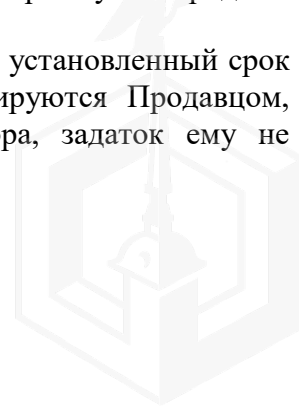 установленный срок
ируются Продавцом,
ра, задаток ему не